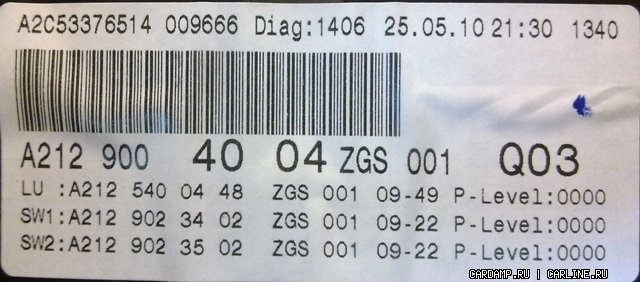 A2C53376514 009666 Diag:1406 25.05.10 21:30 1340
A212 900 40 04 ZGS 001 Q03
LU :A212 540 04 48 ZGS 001 09-49 P-Level:0000
SW1:A212 902 34 02 ZGS 001 09-22 P-Level:0000
SW2:A212 902 35 02 ZGS 001 09-22 P-Level:0000
CARDAMP.RU | CARLINE.RU